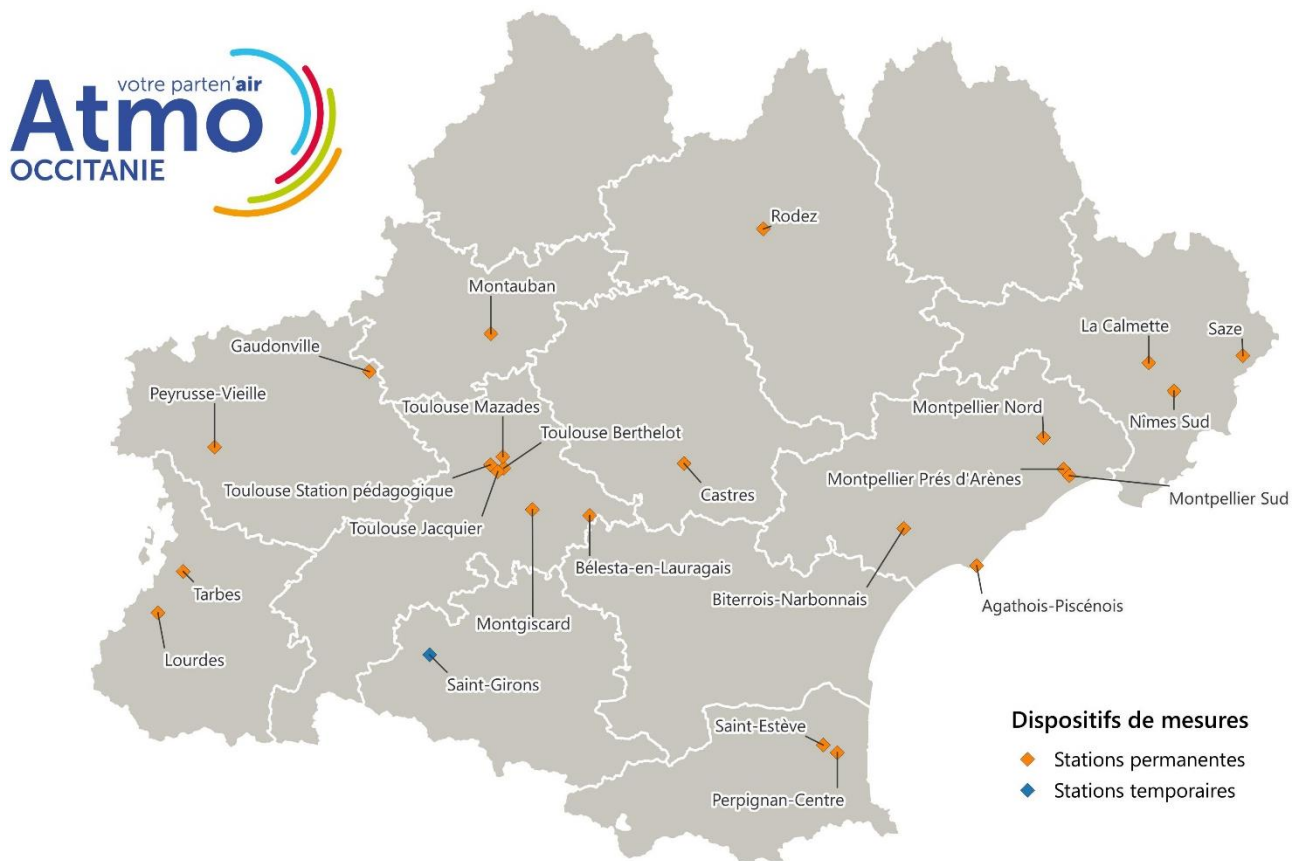 votre parten'air
Atmo
OCCITANIE
Rodez
Montauban
La Calmette
Saze
Gaudonville
Peyrusse-Vieille
Toulouse Mazades
Montpellier Nord
Nîmes Sud
Toulouse Berthelot
Toulouse Station pédagogique
Castres
Montpellier Prés d'Arènes
Montpellier Sud
Toulouse Jacquier
Bélesta-en-Lauragais
Tarbes
Biterrois-Narbonnais
Agathois-Piscénois
Montgiscard
Lourdes
Saint-Girons
Saint-Estève
Perpignan-Centre
Dispositifs de mesures
Stations permanentes
Stations temporaires